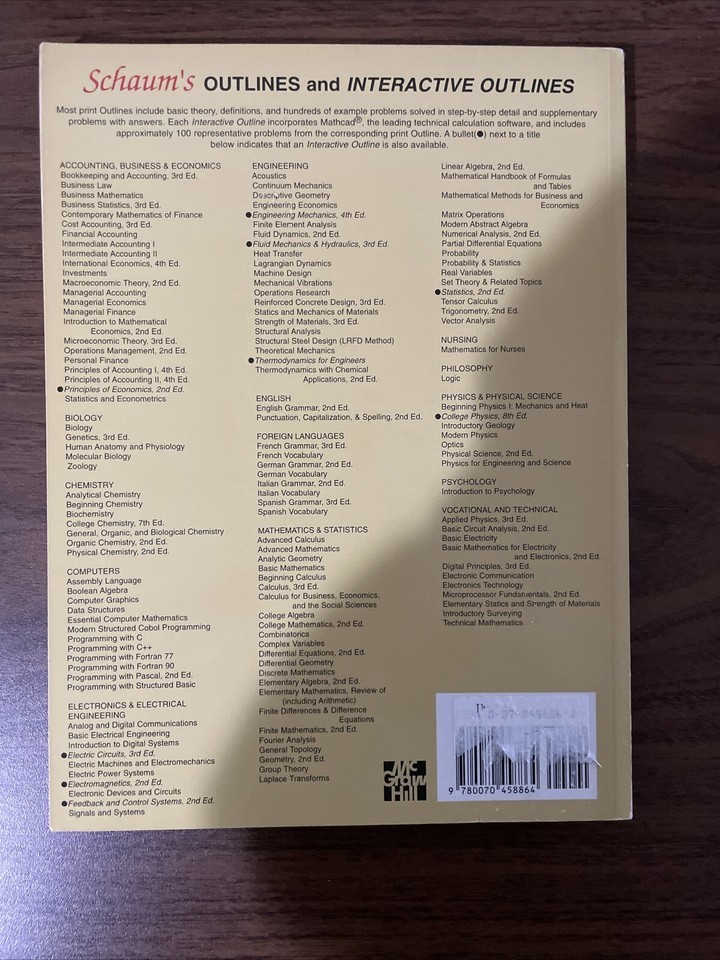 Schaum's OUTLINES and INTERACTIVE OUTLINES
Most print Outlines include basic theory, definitions, and hundreds of example problems solved in step-by-step detail and supplementary
problems with answers. Each Interactive Outline incorporates Mathcad®, the leading technical calculation software, and includes
approximately 100 representative problems from the corresponding print Outline. A bullet(●) next to a title
below indicates that an Interactive Outline is also available.
ACCOUNTING, BUSINESS & ECONOMICS
Bookkeeping and Accounting, 3rd Ed.
Business Law
Business Mathematics
Business Statistics, 3rd Ed.
Contemporary Mathematics of Finance
Cost Accounting, 3rd Ed.
Financial Accounting
Intermediate Accounting I
Intermediate Accounting II
International Economics, 4th Ed.
Investments
Macroeconomic Theory, 2nd Ed.
Managerial Accounting
Managerial Economics
Managerial Finance
Introduction to Mathematical
Economics, 2nd Ed.
Microeconomic Theory, 3rd Ed.
Operations Management, 2nd Ed.
Personal Finance
Principles of Accounting I, 4th Ed.
Principles of Accounting II, 4th Ed.
●Principles of Economics, 2nd Ed.
Statistics and Econometrics
BIOLOGY
Biology
Genetics, 3rd Ed.
Human Anatomy and Physiology
Molecular Biology
Zoology
CHEMISTRY
Analytical Chemistry
Beginning Chemistry
Biochemistry
College Chemistry, 7th Ed.
General, Organic, and Biological Chemistry
Organic Chemistry, 2nd Ed.
Physical Chemistry, 2nd Ed.
COMPUTERS
Assembly Language
Boolean Algebra
Computer Graphics
Data Structures
Essential Computer Mathematics
Modern Structured Cobol Programming
Programming with C
Programming with C++
Programming with Fortran 77
Programming with Fortran 90
Programming with Pascal, 2nd Ed.
Programming with Structured Basic
ELECTRONICS & ELECTRICAL
ENGINEERING
Analog and Digital Communications
Basic Electrical Engineering
Introduction to Digital Systems
●Electric Circuits, 3rd Ed.
Electric Machines and Electromechanics
Electric Power Systems
●Electromagnetics, 2nd Ed.
Electronic Devices and Circuits
●Feedback and Control Systems, 2nd Ed.
Signals and Systems
ENGINEERING
Acoustics
Continuum Mechanics
Descriptive Geometry
Engineering Economics
●Engineering Mechanics, 4th Ed.
Finite Element Analysis
Fluid Dynamics, 2nd Ed.
●Fluid Mechanics & Hydraulics, 3rd Ed.
Heat Transfer
Lagrangian Dynamics
Machine Design
Mechanical Vibrations
Operations Research
Reinforced Concrete Design, 3rd Ed.
Statics and Mechanics of Materials
Strength of Materials, 3rd Ed.
Structural Analysis
Structural Steel Design (LRFD Method)
Theoretical Mechanics
●Thermodynamics for Engineers
Thermodynamics with Chemical
Applications, 2nd Ed.
ENGLISH
English Grammar, 2nd Ed.
Punctuation, Capitalization, & Spelling, 2nd Ed.
FOREIGN LANGUAGES
French Grammar, 3rd Ed.
French Vocabulary
German Grammar, 2nd Ed.
German Vocabulary
Italian Grammar, 2nd Ed.
Italian Vocabulary
Spanish Grammar, 3rd Ed.
Spanish Vocabulary
MATHEMATICS & STATISTICS
Advanced Calculus
Advanced Mathematics
Analytic Geometry
Basic Mathematics
Beginning Calculus
Calculus, 3rd Ed.
Calculus for Business, Economics,
and the Social Sciences
College Algebra
College Mathematics, 2nd Ed.
Combinatorics
Complex Variables
Differential Equations, 2nd Ed.
Differential Geometry
Discrete Mathematics
Elementary Algebra, 2nd Ed.
Elementary Mathematics, Review of
(including Arithmetic)
Finite Differences & Difference
Equations
Finite Mathematics, 2nd Ed.
Fourier Analysis
General Topology
Geometry, 2nd Ed.
Group Theory
Laplace Transforms
Linear Algebra, 2nd Ed.
Mathematical Handbook of Formulas
and Tables
Mathematical Methods for Business and
Economics
Matrix Operations
Modern Abstract Algebra
Numerical Analysis, 2nd Ed.
Partial Differential Equations
Probability
Probability & Statistics
Real Variables
Set Theory & Related Topics
●Statistics, 2nd Ed.
Tensor Calculus
Trigonometry, 2nd Ed.
Vector Analysis
NURSING
Mathematics for Nurses
PHILOSOPHY
Logic
PHYSICS & PHYSICAL SCIENCE
Beginning Physics I: Mechanics and Heat
●College Physics, 8th Ed.
Introductory Geology
Modern Physics
Optics
Physical Science, 2nd Ed.
Physics for Engineering and Science
PSYCHOLOGY
Introduction to Psychology
VOCATIONAL AND TECHNICAL
Applied Physics, 3rd Ed.
Basic Circuit Analysis, 2nd Ed.
Basic Electricity
Basic Mathematics for Electricity
and Electronics, 2nd Ed.
Digital Principles, 3rd Ed.
Electronic Communication
Electronics Technology
Microprocessor Fundamentals, 2nd Ed.
Elementary Statics and Strength of Materials
Introductory Surveying
Technical Mathematics
Mc
Graw
Hill
9 780070 458864